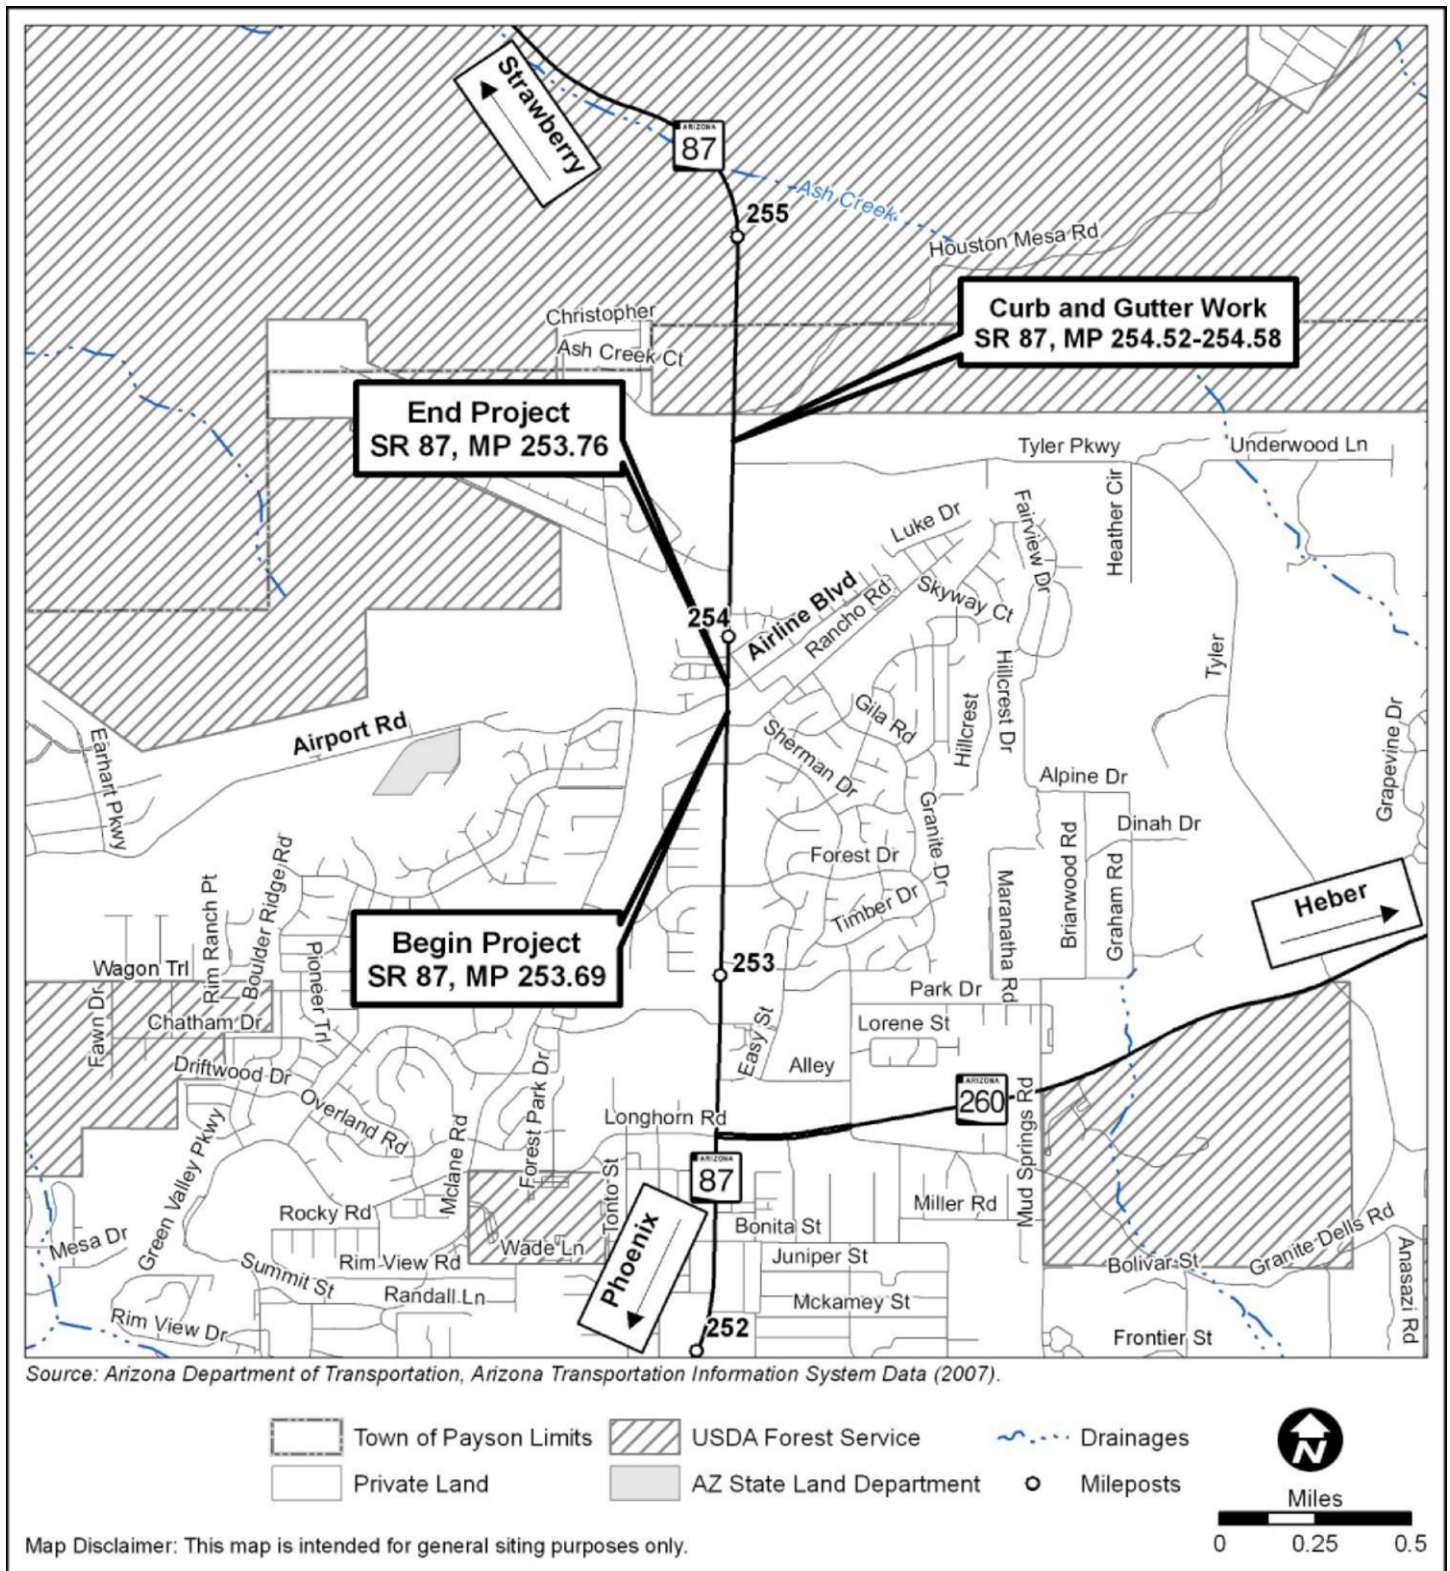 Strawberry
ARIZONA
87
Ash Creek
255
Houston Mesa Rd
Christopher
Ash Creek Ct
Curb and Gutter Work
SR 87, MP 254.52-254.58
End Project
SR 87, MP 253.76
Tyler Pkwy
Underwood Ln
Heather Cir
Luke Dr
Fairview Dr
Skyway Ct
254
Airline Blvd
Rancho Rd
Tyler
Hillcrest Dr
Hillcrest
Gila Rd
Sherman Dr
Airport Rd
Earhart Pkwy
Grapevine Dr
Alpine Dr
Dinah Dr
Granite Dr
Forest Dr
Timber Dr
Briarwood Rd
Graham Rd
Maranatha Rd
Heber
Begin Project
SR 87, MP 253.69
Rim Ranch Pt
Boulder Ridge Rd
Pioneer Trl
Wagon Trl
253
Fawn Dr
Chatham Dr
Park Dr
Lorene St
Easy St
Alley
Driftwood Dr
Overland Rd
Forest Park Dr
Longhorn Rd
ARIZONA
260
Mud Springs Rd
Green Valley Pkwy
Mclane Rd
Tonto St
ARIZONA
87
Phoenix
Miller Rd
Rocky Rd
Bonita St
Mesa Dr
Wade Ln
Juniper St
Rim View Rd
Summit St
Randall Ln
Mckamey St
Bolivar St
Granite Dells Rd
Anasazi Rd
Rim View Dr
252
Frontier St
Source: Arizona Department of Transportation, Arizona Transportation Information System Data (2007).
Town of Payson Limits
USDA Forest Service
Drainages
Private Land
AZ State Land Department
Mileposts
N
Miles
0 0.25 0.5
Map Disclaimer: This map is intended for general siting purposes only.